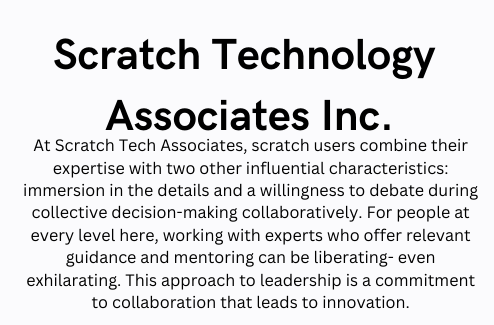 Scratch Technology
Associates Inc.
At Scratch Tech Associates, scratch users combine their
expertise with two other influential characteristics:
immersion in the details and a willingness to debate during
collective decision-making collaboratively. For people at
every level here, working with experts who offer relevant
guidance and mentoring can be liberating- even
exhilarating. This approach to leadership is a commitment
to collaboration that leads to innovation.